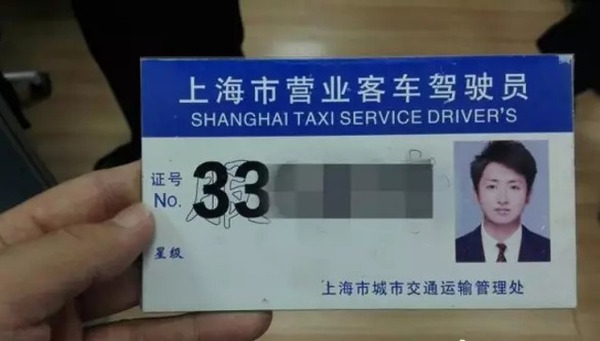 上海市营业客车驾驶员
SHANGHAI TAXI SERVICE DRIVER'S
证号
No. 33
星级
上海市城市交通运输管理处